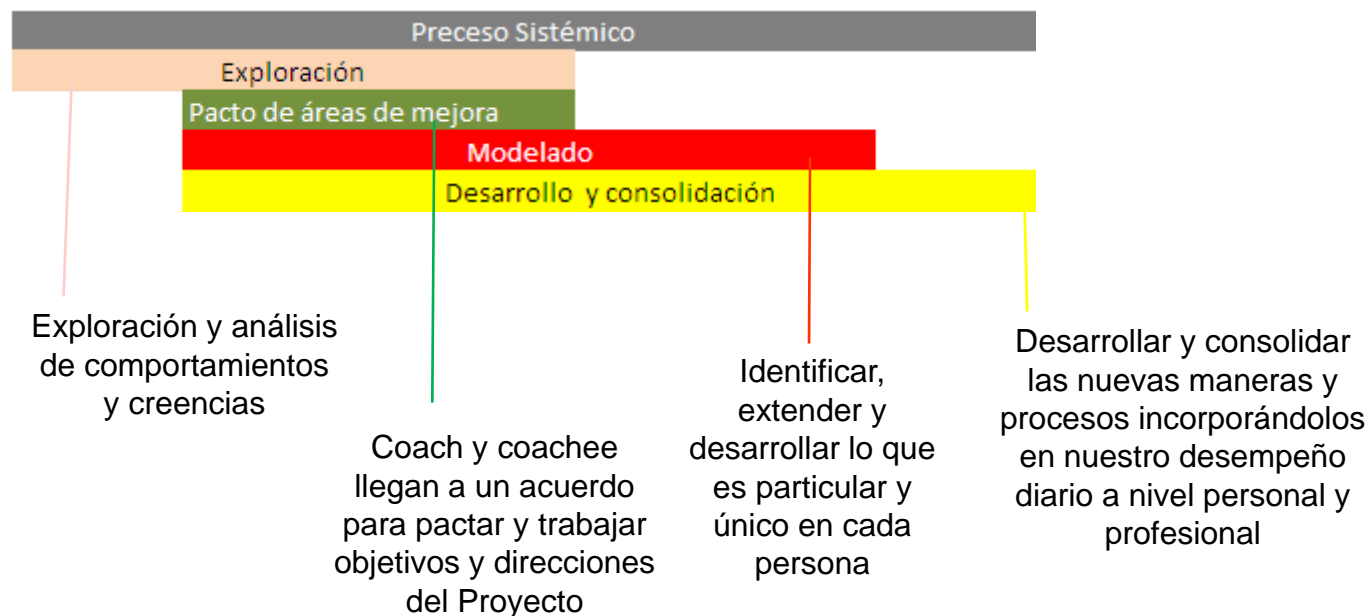 Preceso Sistémico
Exploración
Pacto de áreas de mejora
Modelado
Desarrollo y consolidación
Exploración y análisis
de comportamientos
y creencias
Coach y coachee
llegan a un acuerdo
para pactar y trabajar
objetivos y direcciones
del Proyecto
Identificar,
extender y
desarrollar lo que
es particular y
único en cada
persona
Desarrollar y consolidar
las nuevas maneras y
procesos incorporándolos
en nuestro desempeño
diario a nivel personal y
profesional